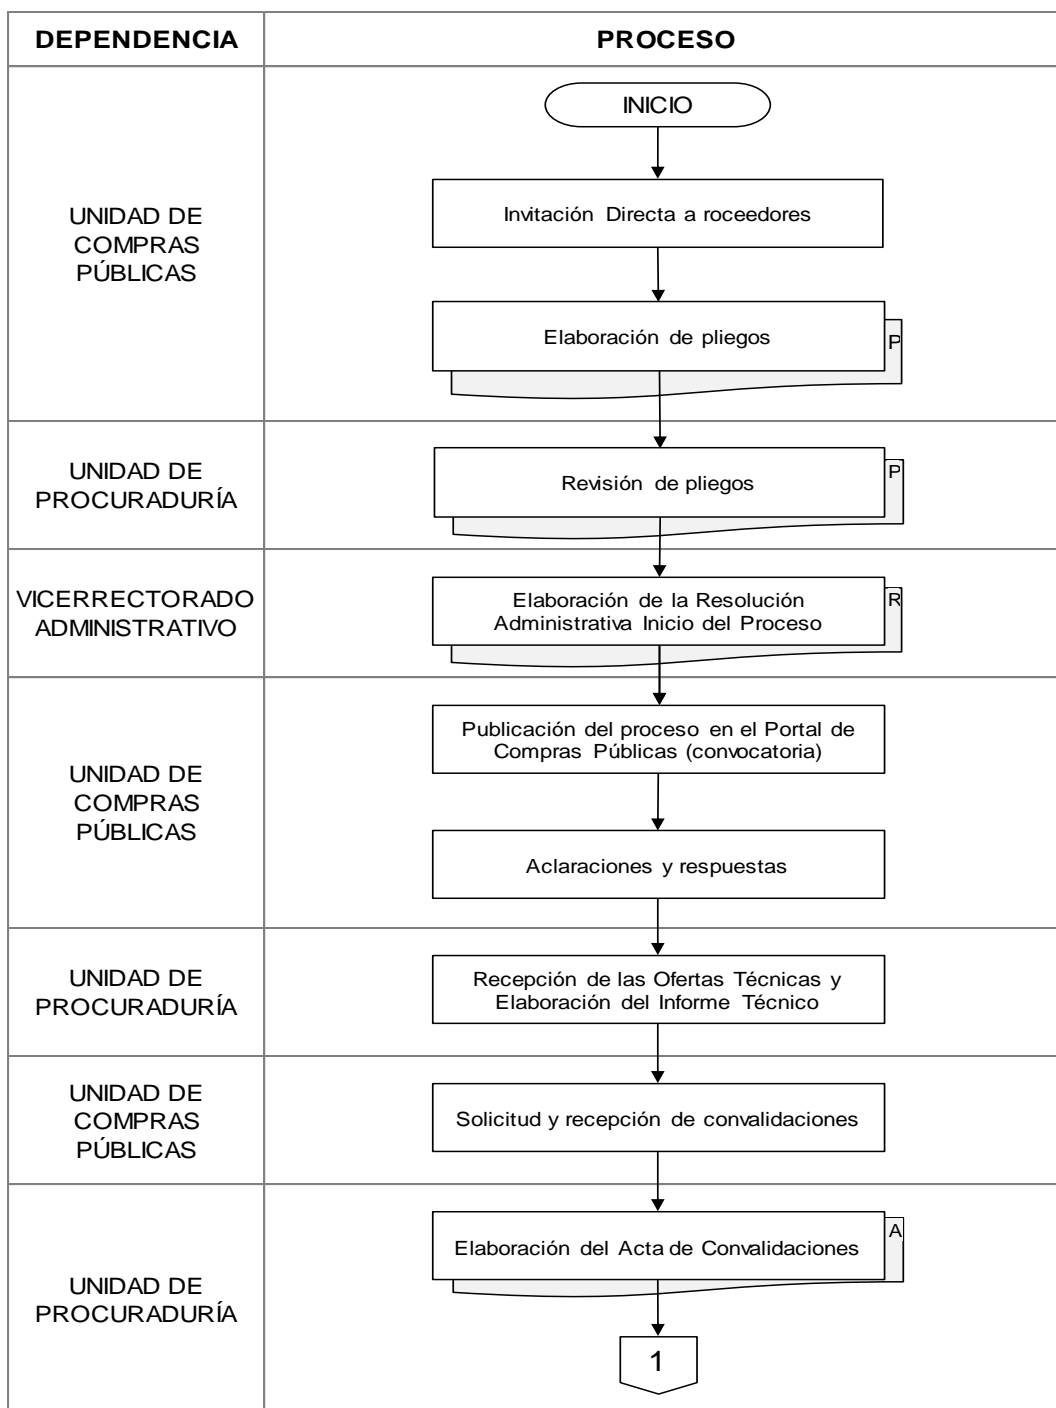 DEPENDENCIA
PROCESO
UNIDAD DE
COMPRAS
PÚBLICAS
INICIO
Invitación Directa a roceedores
Elaboración de pliegos
P
UNIDAD DE
PROCURADURÍA
Revisión de pliegos
P
VICERRECTORADO
ADMINISTRATIVO
Elaboración de la Resolución
Administrativa Inicio del Proceso
R
UNIDAD DE
COMPRAS
PÚBLICAS
Publicación del proceso en el Portal de
Compras Públicas (convocatoria)
Aclaraciones y respuestas
UNIDAD DE
PROCURADURÍA
Recepción de las Ofertas Técnicas y
Elaboración del Informe Técnico
UNIDAD DE
COMPRAS
PÚBLICAS
Solicitud y recepción de convalidaciones
UNIDAD DE
PROCURADURÍA
Elaboración del Acta de Convalidaciones
A
1